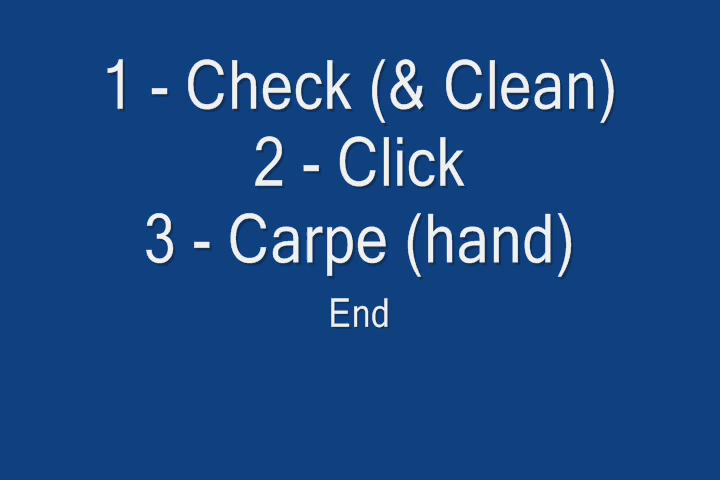 1 - Check (& Clean)
2 - Click
3 - Carpe (hand)
End